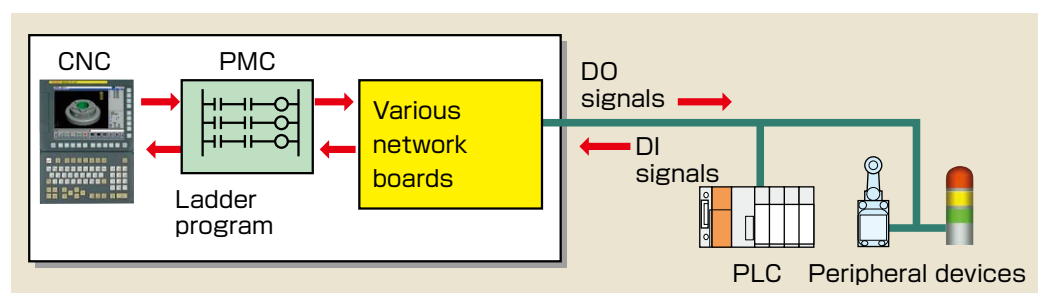 CNC
PMC
Ladder
program
Various
network
boards
DO
signals
DI
signals
PLC
Peripheral devices